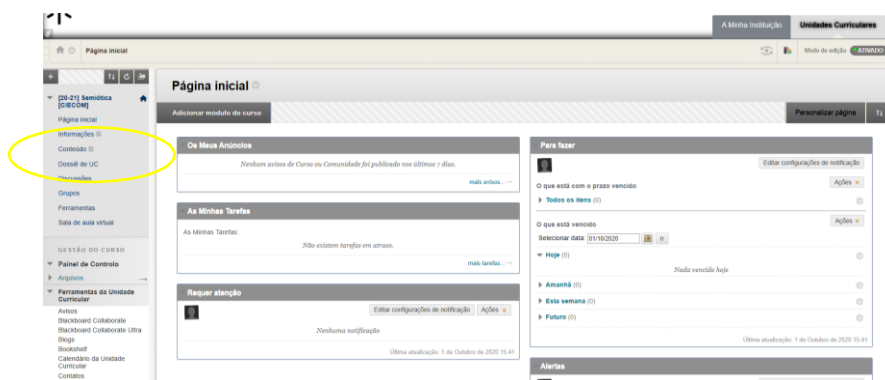 A Minha Instituição
Unidades Curriculares
Página inicial
Modo de edição
ATIVADO
[20-21] Semiótica
[CIECOM]
Página inicial
Informações
Conteúdo
Dossiê de UC
Discussões
Grupos
Ferramentas
Sala de aula virtual
GESTÃO DO CURSO
Painel de Controlo
Arquivos
Ferramentas da Unidade
Curricular
Avisos
Blackboard Collaborate
Blackboard Collaborate Ultra
Blogs
Bookshelf
Calendário da Unidade
Curricular
Contatos
Página inicial
Adicionar módulo do curso
Personalizar página
Os Meus Anúncios
Nenhum avisos de Curso ou Comunidade foi publicado nos últimos 7 dias.
mais avisos...
As Minhas Tarefas
As Minhas Tarefas:
Não existem tarefas em atraso.
mais tarefas...
Requer atenção
Editar configurações de notificação
Ações
Nenhuma notificação
Última atualização: 1 de Outubro de 2020 15:41
Para fazer
Editar configurações de notificação
O que está com o prazo vencido
Ações
Todos os itens (0)
O que está vencido
Ações
Selecionar data: 01/10/2020
Ir
Hoje (0)
Nada vencido hoje
Amanhã (0)
Esta semana (0)
Futuro (0)
Última atualização: 1 de Outubro de 2020 15:41
Alertas